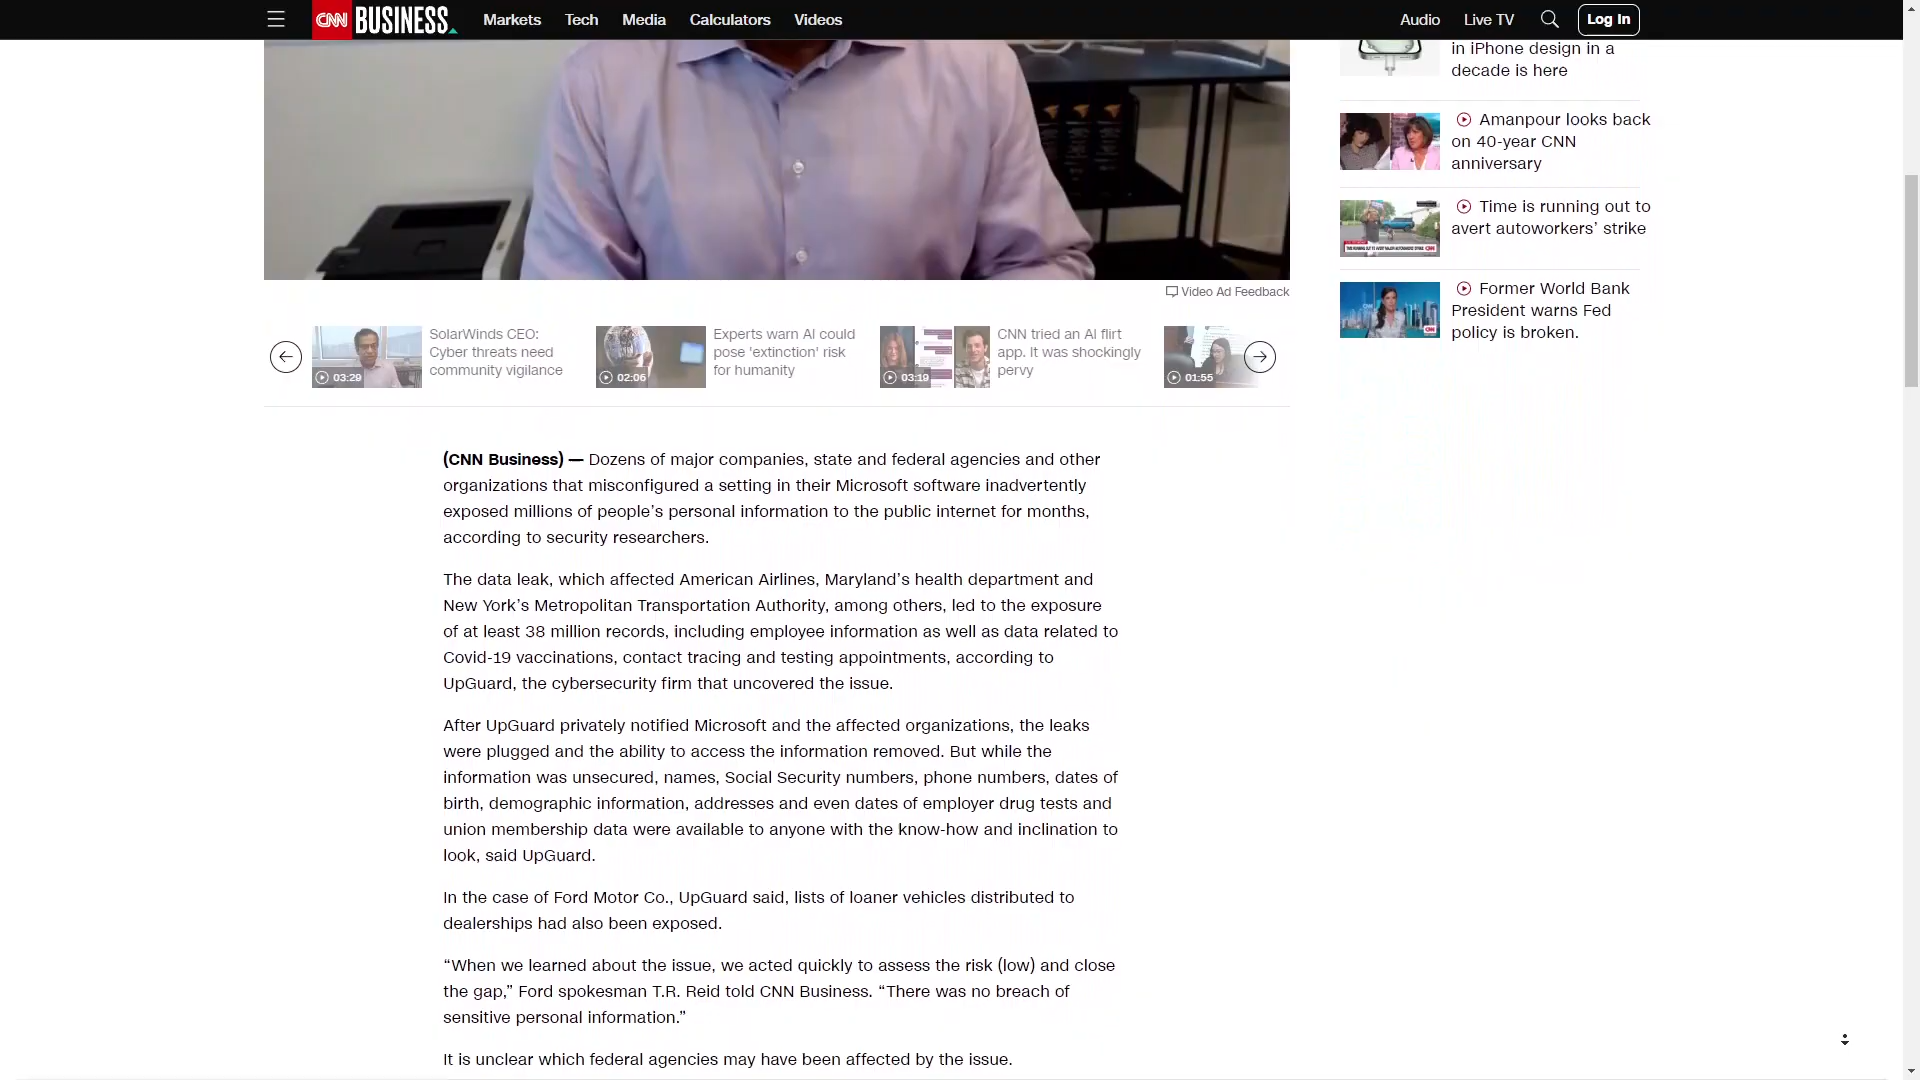 CNN BUSINESS Markets Tech Media Calculators Videos Audio Live TV Log In
in iPhone design in a
decade is here
Amanpour looks back
on 40-year CNN
anniversary
Time is running out to
avert autoworkers’ strike
Former World Bank
President warns Fed
policy is broken.
Video Ad Feedback
03:29
SolarWinds CEO:
Cyber threats need
community vigilance
02:06
Experts warn AI could
pose 'extinction' risk
for humanity
03:19
CNN tried an AI flirt
app. It was shockingly
pervy
01:55
(CNN Business) — Dozens of major companies, state and federal agencies and other
organizations that misconfigured a setting in their Microsoft software inadvertently
exposed millions of people’s personal information to the public internet for months,
according to security researchers.
The data leak, which affected American Airlines, Maryland’s health department and
New York’s Metropolitan Transportation Authority, among others, led to the exposure
of at least 38 million records, including employee information as well as data related to
Covid-19 vaccinations, contact tracing and testing appointments, according to
UpGuard, the cybersecurity firm that uncovered the issue.
After UpGuard privately notified Microsoft and the affected organizations, the leaks
were plugged and the ability to access the information removed. But while the
information was unsecured, names, Social Security numbers, phone numbers, dates of
birth, demographic information, addresses and even dates of employer drug tests and
union membership data were available to anyone with the know-how and inclination to
look, said UpGuard.
In the case of Ford Motor Co., UpGuard said, lists of loaner vehicles distributed to
dealerships had also been exposed.
“When we learned about the issue, we acted quickly to assess the risk (low) and close
the gap,” Ford spokesman T.R. Reid told CNN Business. “There was no breach of
sensitive personal information.”
It is unclear which federal agencies may have been affected by the issue.